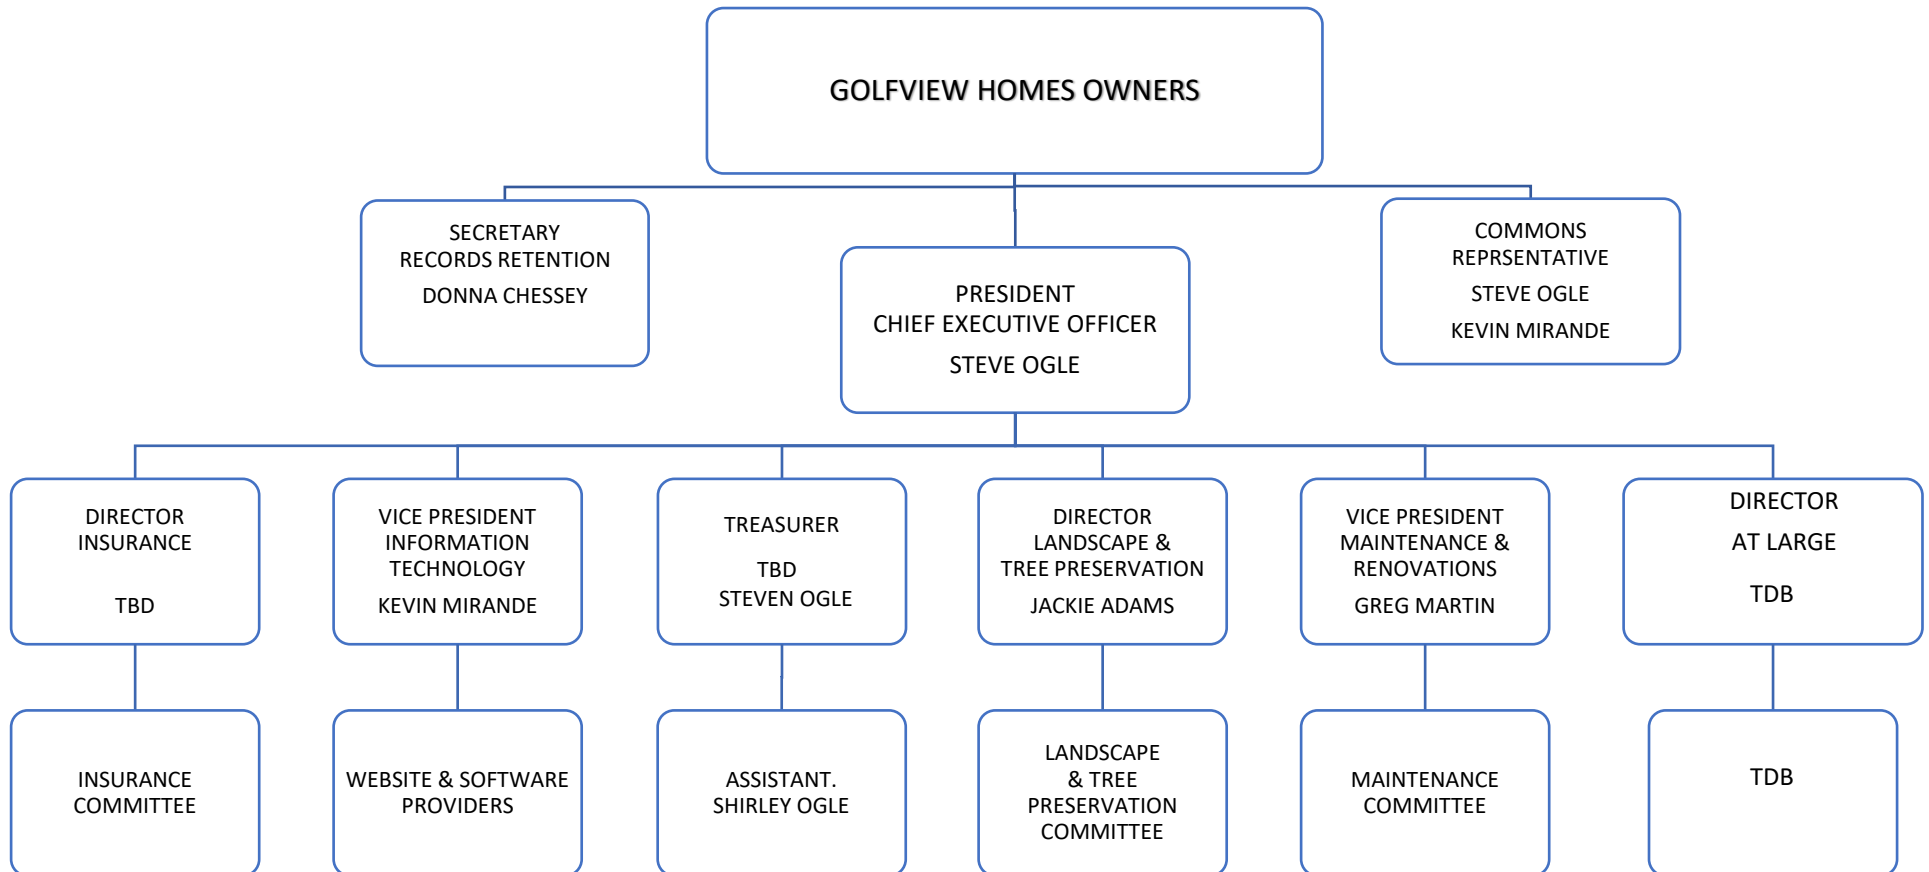 GOLFVIEW HOMES OWNERS
SECRETARY
RECORDS RETENTION
DONNA CHESSEY
PRESIDENT
CHIEF EXECUTIVE OFFICER
STEVE OGLE
COMMONS
REPRSENTATIVE
STEVE OGLE
KEVIN MIRANDE
DIRECTOR
INSURANCE
TBD
VICE PRESIDENT
INFORMATION
TECHNOLOGY
KEVIN MIRANDE
TREASURER
TBD
STEVEN OGLE
DIRECTOR
LANDSCAPE &
TREE PRESERVATION
JACKIE ADAMS
VICE PRESIDENT
MAINTENANCE &
RENOVATIONS
GREG MARTIN
DIRECTOR
AT LARGE
TDB
INSURANCE
COMMITTEE
WEBSITE & SOFTWARE
PROVIDERS
ASSISTANT.
SHIRLEY OGLE
LANDSCAPE
& TREE
PRESERVATION
COMMITTEE
MAINTENANCE
COMMITTEE
TDB